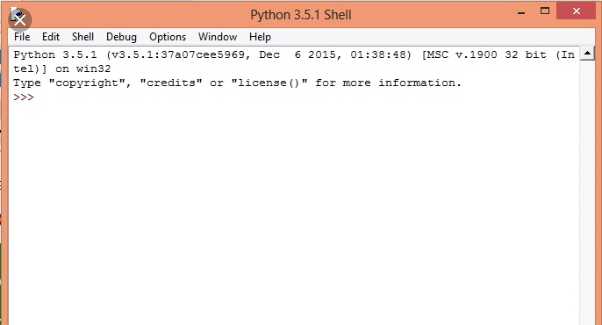 Python 3.5.1 Shell
File Edit Shell Debug Options Window Help
Python 3.5.1 (v3.5.1:37a07cee5969, Dec  6 2015, 01:38:48) [MSC v.1900 32 bit (In
tel)] on win32
Type "copyright", "credits" or "license()" for more information.
>>>